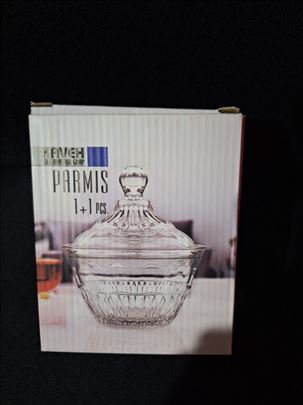 KAVEH
PARMIS
1+1 PCS.